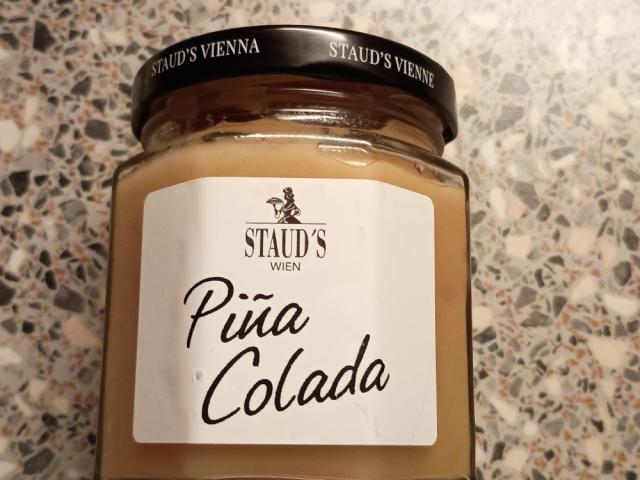 STAUD'S VIENNA STAUD'S VIENNE
STAUD'S
WIEN
Piña
Colada